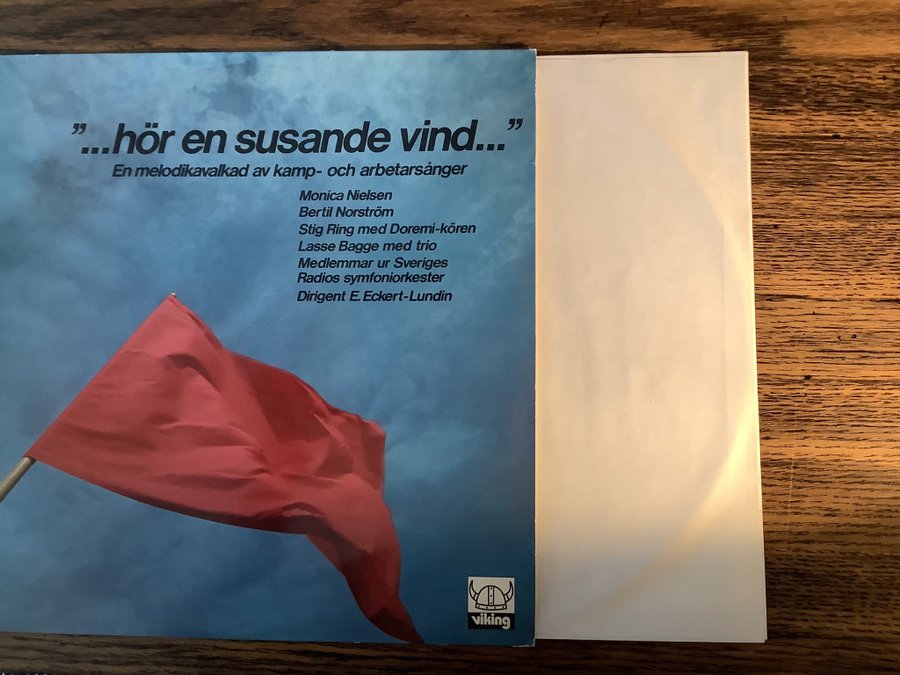 "...hör en susande vind..."
En melodikavalkad av kamp- och arbetarsånger
Monica Nielsen
Bertil Norström
Stig Ring med Doremi-kören
Lasse Bagge med trio
Medlemmar ur Sveriges
Radios symfoniorkester
Dirigent E. Eckert-Lundin
viking